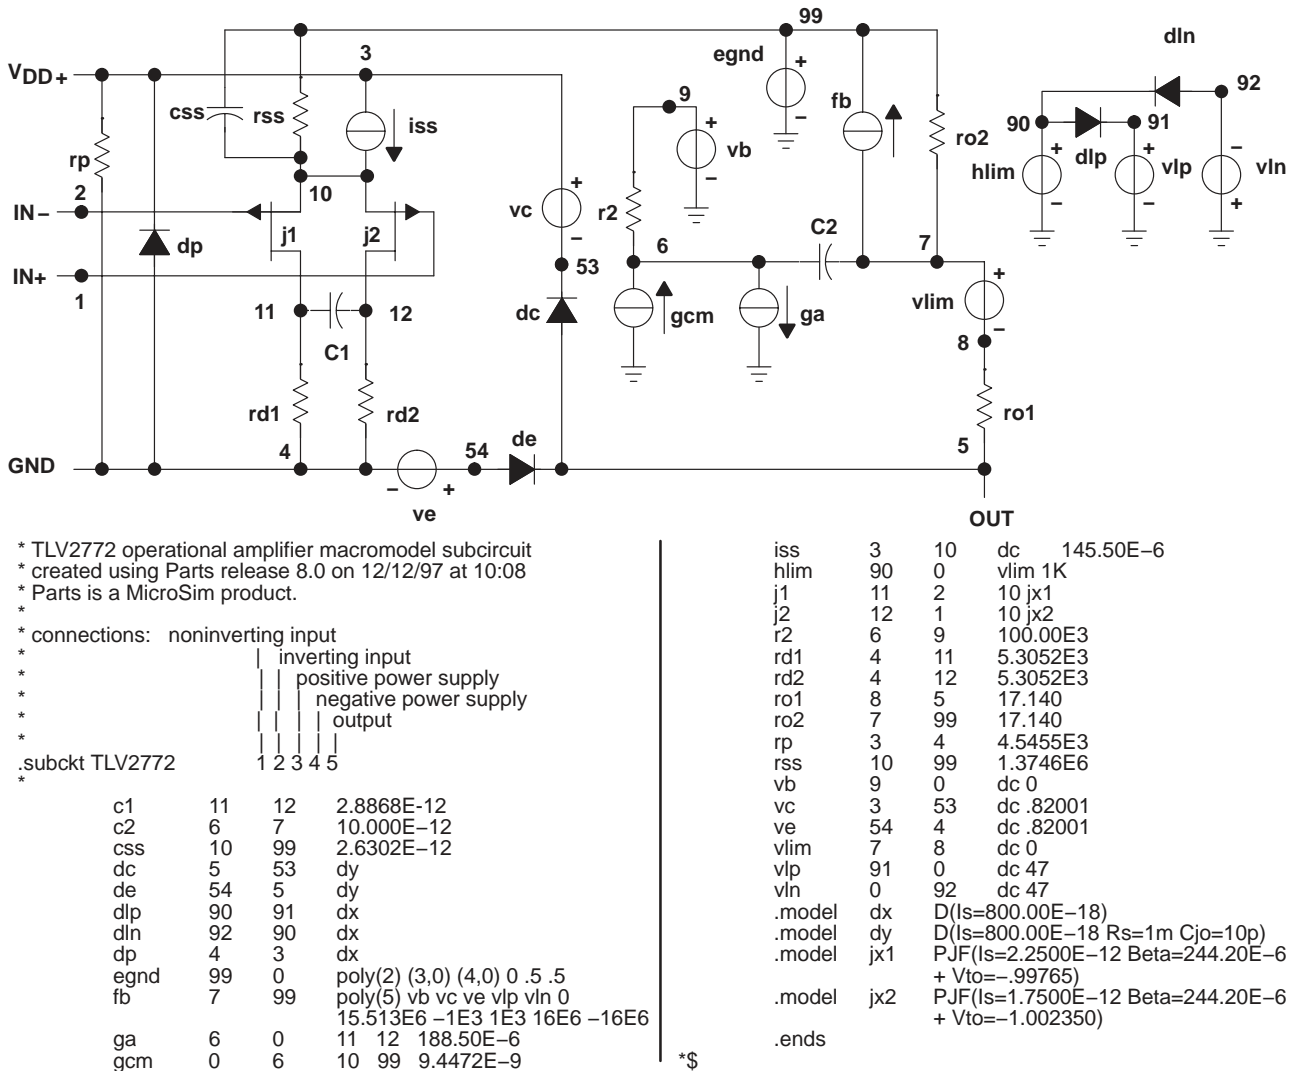 99
3
egnd
+
dln
VDD+
css
rss
iss
9
+
vb
−
−
fb
ro2
90
91
92
hlim
+
−
dlp
+
vlp
−
−
vln
+
rp
2
10
IN−
j1
j2
dp
IN+
1
vc
+
−
53
r2
6
C2
7
11
12
C1
dc
gcm
ga
vlim
+
−
8
rd1
rd2
ro1
4
54
de
5
GND
−
+
ve
OUT
* TLV2772 operational amplifier macromodel subcircuit
* created using Parts release 8.0 on 12/12/97 at 10:08
* Parts is a MicroSim product.
*
* connections: noninverting input
* | inverting input
* | | positive power supply
* | | | negative power supply
* | | | | output
* | | | | |
.subckt TLV2772 1 2 3 4 5
*
c1 11 12 2.8868E-12
c2 6 7 10.000E−12
css 10 99 2.6302E−12
dc 5 53 dy
de 54 5 dy
dlp 90 91 dx
dln 92 90 dx
dp 4 3 dx
egnd 99 0 poly(2) (3,0) (4,0) 0 .5 .5
fb 7 99 poly(5) vb vc ve vlp vln 0
15.513E6 −1E3 1E3 16E6 −16E6
ga 6 0 11 12 188.50E−6
gcm 0 6 10 99 9.4472E−9
iss 3 10 dc 145.50E−6
hlim 90 0 vlim 1K
j1 11 2 10 jx1
j2 12 1 10 jx2
r2 6 9 100.00E3
rd1 4 11 5.3052E3
rd2 4 12 5.3052E3
ro1 8 5 17.140
ro2 7 99 17.140
rp 3 4 4.5455E3
rss 10 99 1.3746E6
vb 9 0 dc 0
vc 3 53 dc .82001
ve 54 4 dc .82001
vlim 7 8 dc 0
vlp 91 0 dc 47
vln 0 92 dc 47
.model dx D(Is=800.00E−18)
.model dy D(Is=800.00E−18 Rs=1m Cjo=10p)
.model jx1 PJF(Is=2.2500E−12 Beta=244.20E−6
+ Vto=−.99765)
.model jx2 PJF(Is=1.7500E−12 Beta=244.20E−6
+ Vto=−1.002350)
.ends
*$